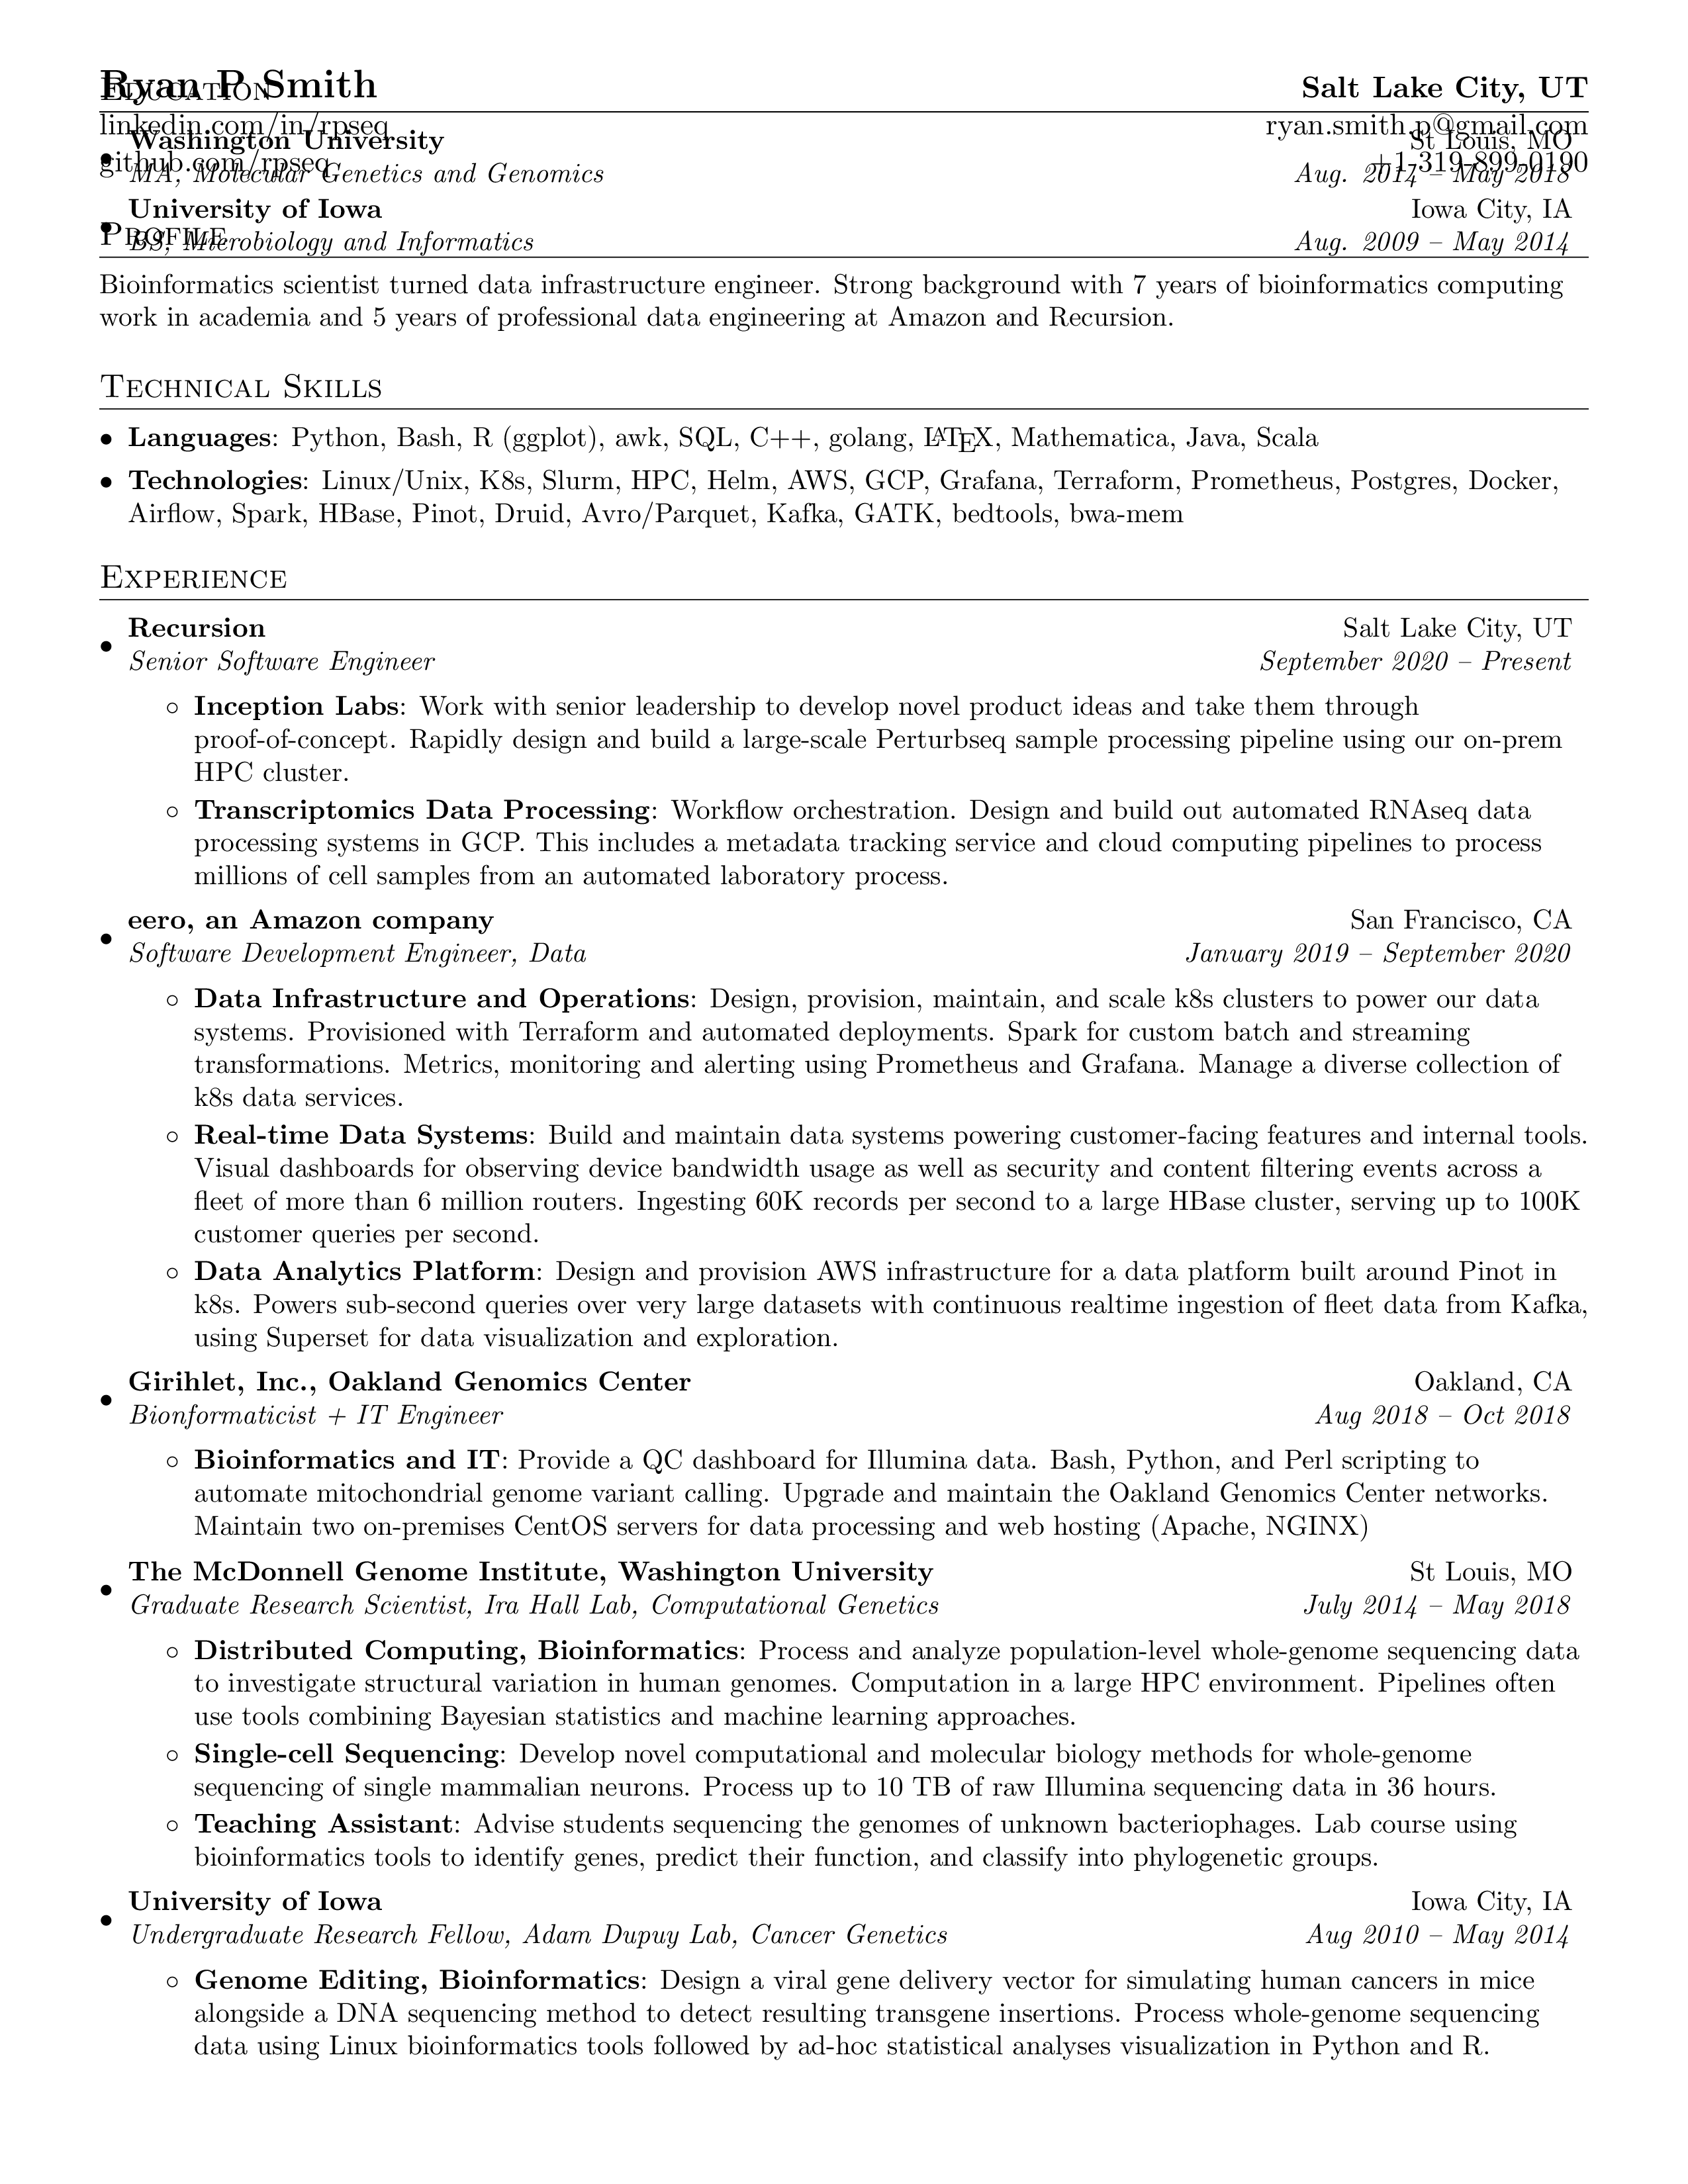 Ryan P Smith
Salt Lake City, UT
linkedin.com/in/rpseq
ryan.smith.p@gmail.com
github.com/rpseq
+1-319-899-0190
Education
• Washington University
St Louis, MO
MA, Molecular Genetics and Genomics
Aug. 2014 – May 2018
• University of Iowa
Iowa City, IA
BS, Microbiology and Informatics
Aug. 2009 – May 2014
Profile
Bioinformatics scientist turned data infrastructure engineer. Strong background with 7 years of bioinformatics computing
work in academia and 5 years of professional data engineering at Amazon and Recursion.
Technical Skills
• Languages: Python, Bash, R (ggplot), awk, SQL, C++, golang, LATEX, Mathematica, Java, Scala
• Technologies: Linux/Unix, K8s, Slurm, HPC, Helm, AWS, GCP, Grafana, Terraform, Prometheus, Postgres, Docker,
Airflow, Spark, HBase, Pinot, Druid, Avro/Parquet, Kafka, GATK, bedtools, bwa-mem
Experience
• Recursion
Salt Lake City, UT
Senior Software Engineer
September 2020 – Present
◦ Inception Labs: Work with senior leadership to develop novel product ideas and take them through
proof-of-concept. Rapidly design and build a large-scale Perturbseq sample processing pipeline using our on-prem
HPC cluster.
◦ Transcriptomics Data Processing: Workflow orchestration. Design and build out automated RNAseq data
processing systems in GCP. This includes a metadata tracking service and cloud computing pipelines to process
millions of cell samples from an automated laboratory process.
• eero, an Amazon company
San Francisco, CA
Software Development Engineer, Data
January 2019 – September 2020
◦ Data Infrastructure and Operations: Design, provision, maintain, and scale k8s clusters to power our data
systems. Provisioned with Terraform and automated deployments. Spark for custom batch and streaming
transformations. Metrics, monitoring and alerting using Prometheus and Grafana. Manage a diverse collection of
k8s data services.
◦ Real-time Data Systems: Build and maintain data systems powering customer-facing features and internal tools.
Visual dashboards for observing device bandwidth usage as well as security and content filtering events across a
fleet of more than 6 million routers. Ingesting 60K records per second to a large HBase cluster, serving up to 100K
customer queries per second.
◦ Data Analytics Platform: Design and provision AWS infrastructure for a data platform built around Pinot in
k8s. Powers sub-second queries over very large datasets with continuous realtime ingestion of fleet data from Kafka,
using Superset for data visualization and exploration.
• Girihlet, Inc., Oakland Genomics Center
Oakland, CA
Bionformaticist + IT Engineer
Aug 2018 – Oct 2018
◦ Bioinformatics and IT: Provide a QC dashboard for Illumina data. Bash, Python, and Perl scripting to
automate mitochondrial genome variant calling. Upgrade and maintain the Oakland Genomics Center networks.
Maintain two on-premises CentOS servers for data processing and web hosting (Apache, NGINX)
• The McDonnell Genome Institute, Washington University
St Louis, MO
Graduate Research Scientist, Ira Hall Lab, Computational Genetics
July 2014 – May 2018
◦ Distributed Computing, Bioinformatics: Process and analyze population-level whole-genome sequencing data
to investigate structural variation in human genomes. Computation in a large HPC environment. Pipelines often
use tools combining Bayesian statistics and machine learning approaches.
◦ Single-cell Sequencing: Develop novel computational and molecular biology methods for whole-genome
sequencing of single mammalian neurons. Process up to 10 TB of raw Illumina sequencing data in 36 hours.
◦ Teaching Assistant: Advise students sequencing the genomes of unknown bacteriophages. Lab course using
bioinformatics tools to identify genes, predict their function, and classify into phylogenetic groups.
• University of Iowa
Iowa City, IA
Undergraduate Research Fellow, Adam Dupuy Lab, Cancer Genetics
Aug 2010 – May 2014
◦ Genome Editing, Bioinformatics: Design a viral gene delivery vector for simulating human cancers in mice
alongside a DNA sequencing method to detect resulting transgene insertions. Process whole-genome sequencing
data using Linux bioinformatics tools followed by ad-hoc statistical analyses visualization in Python and R.